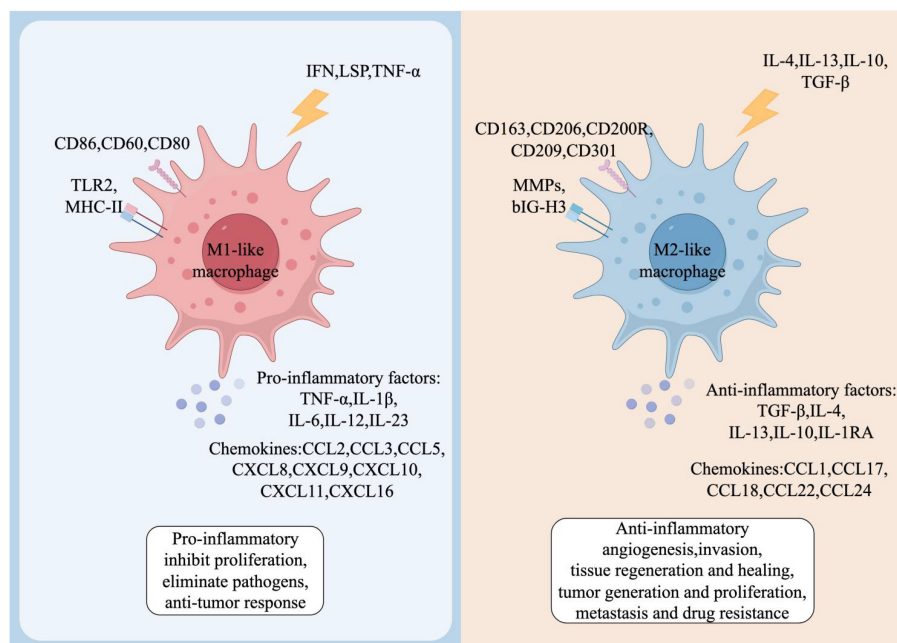 IFN,LSP,TNF-α
CD86,CD60,CD80
TLR2,
MHC-II
M1-like
macrophage
Pro-inflammatory factors:
TNF-α,IL-1β,
IL-6,IL-12,IL-23
Chemokines:CCL2,CCL3,CCL5,
CXCL8,CXCL9,CXCL10,
CXCL11,CXCL16
Pro-inflammatory
inhibit proliferation,
eliminate pathogens,
anti-tumor response
IL-4,IL-13,IL-10,
TGF-β
CD163,CD206,CD200R,
CD209,CD301
MMPs,
bIG-H3
M2-like
macrophage
Anti-inflammatory factors:
TGF-β,IL-4,
IL-13,IL-10,IL-1RA
Chemokines:CCL1,CCL17,
CCL18,CCL22,CCL24
Anti-inflammatory
angiogenesis,invasion,
tissue regeneration and healing,
tumor generation and proliferation,
metastasis and drug resistance